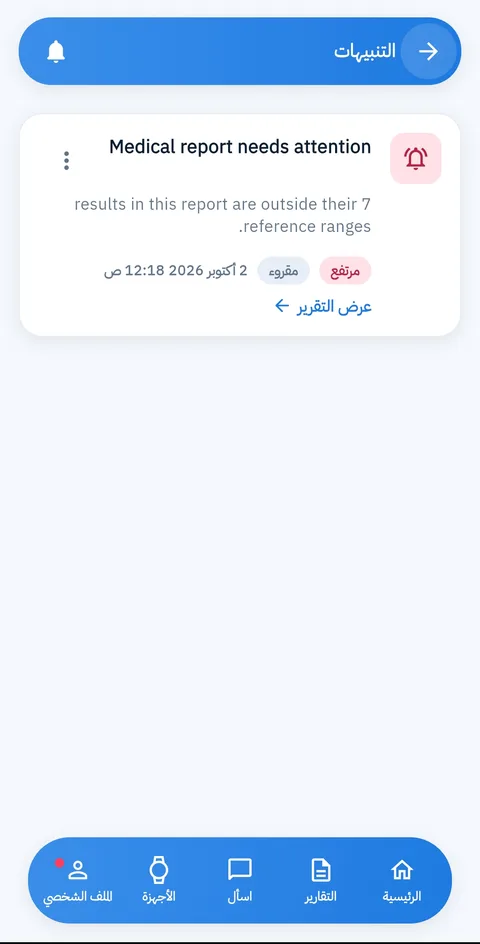 التنبيهات
Medical report needs attention
7 results in this report are outside their
reference ranges.
مرتفع
مقروء
2 أكتوبر 2026 12:18 ص
عرض التقرير
الرئيسية
التقارير
اسأل
الأجهزة
الملف الشخصي